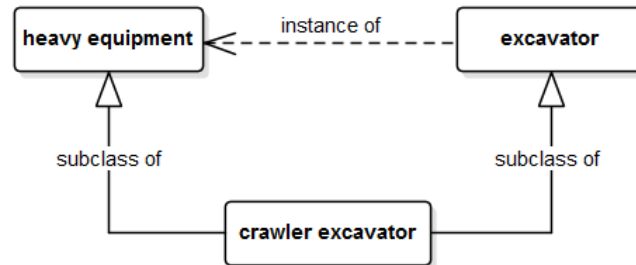 instance of
heavy equipment
excavator
subclass of
subclass of
crawler excavator